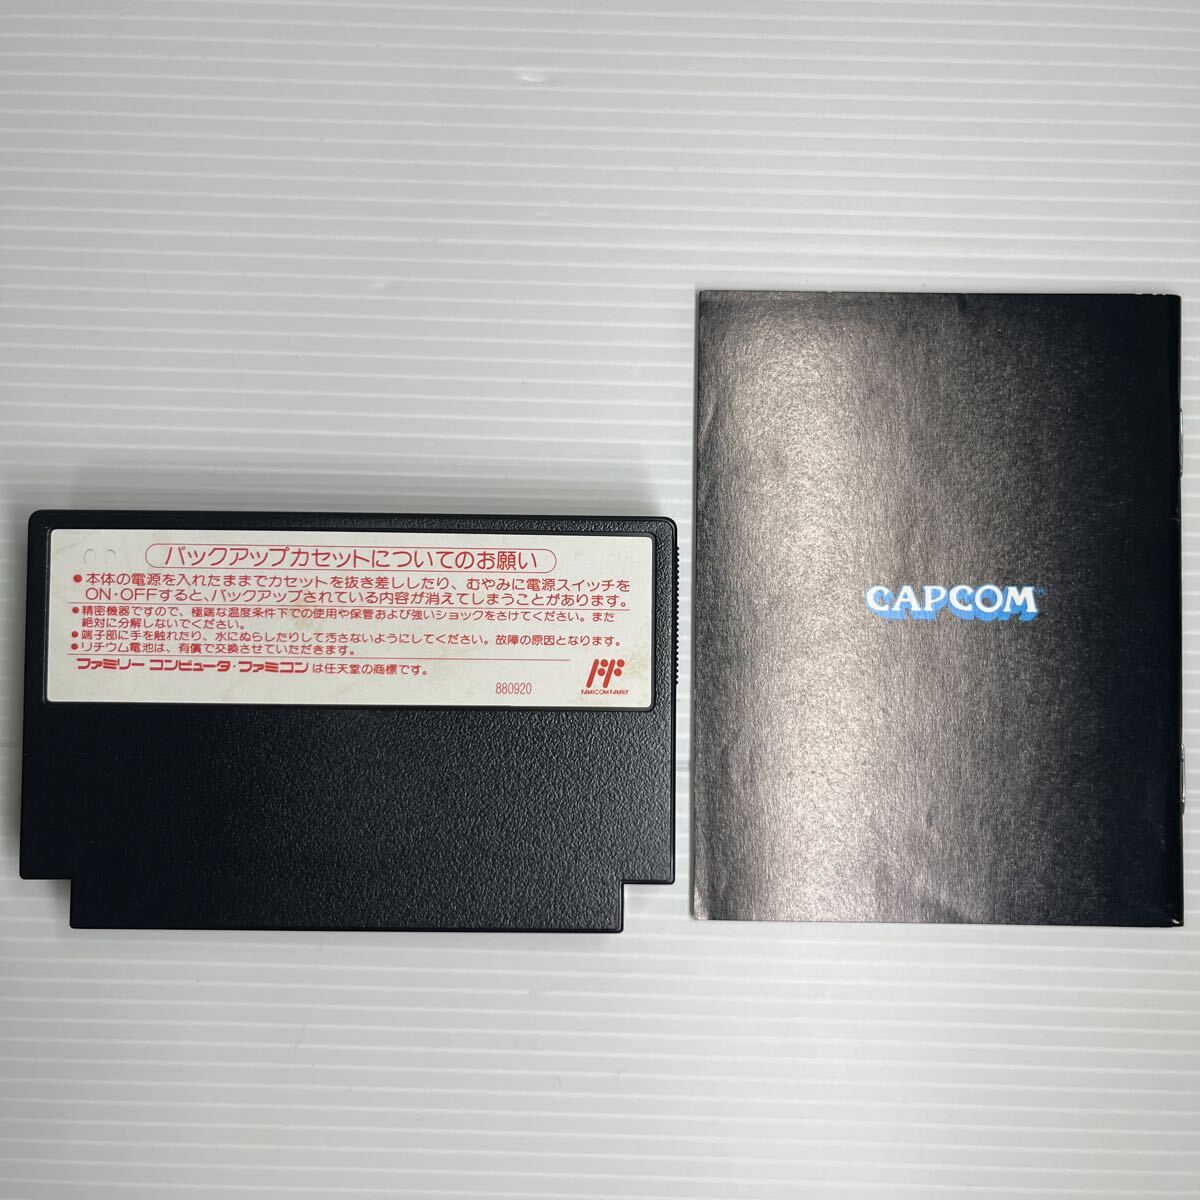 バックアップカセットについてのお願い
●本体の電源を入れたままでカセットを抜き差ししたり、むやみに電源スイッチを
ON・OFFすると、バックアップされている内容が消えてしまうことがあります。
●精密機器ですので、極端な温度条件下での使用や保管および強いショックをさけてください。また
絶対に分解しないでください。
●端子部に手を触れたり、水にぬらしたりして汚さないようにしてください。故障の原因となります。
●リチウム電池は、有償で交換させていただきます。
ファミリーコンピュータ・ファミコンは任天堂の商標です。
880920
FAMICOM FAMILY
CAPCOM